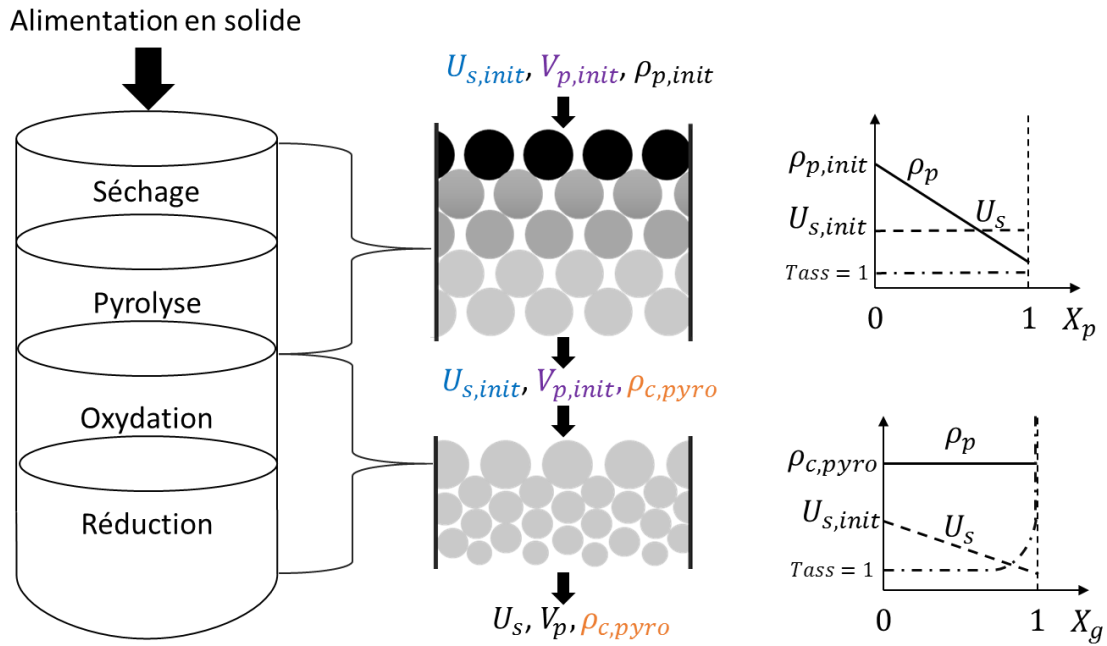 Alimentation en solide
Séchage
Pyrolyse
Oxydation
Réduction
U_{s,init}, V_{p,init}, ρ_{p,init}
U_{s,init}, V_{p,init}, ρ_{c,pyro}
U_s, V_p, ρ_{c,pyro}
ρ_{p,init}
ρ_p
U_{s,init}
U_s
Tass = 1
0 1 X_p
ρ_{c,pyro}
ρ_p
U_{s,init}
U_s
Tass = 1
0 1 X_g